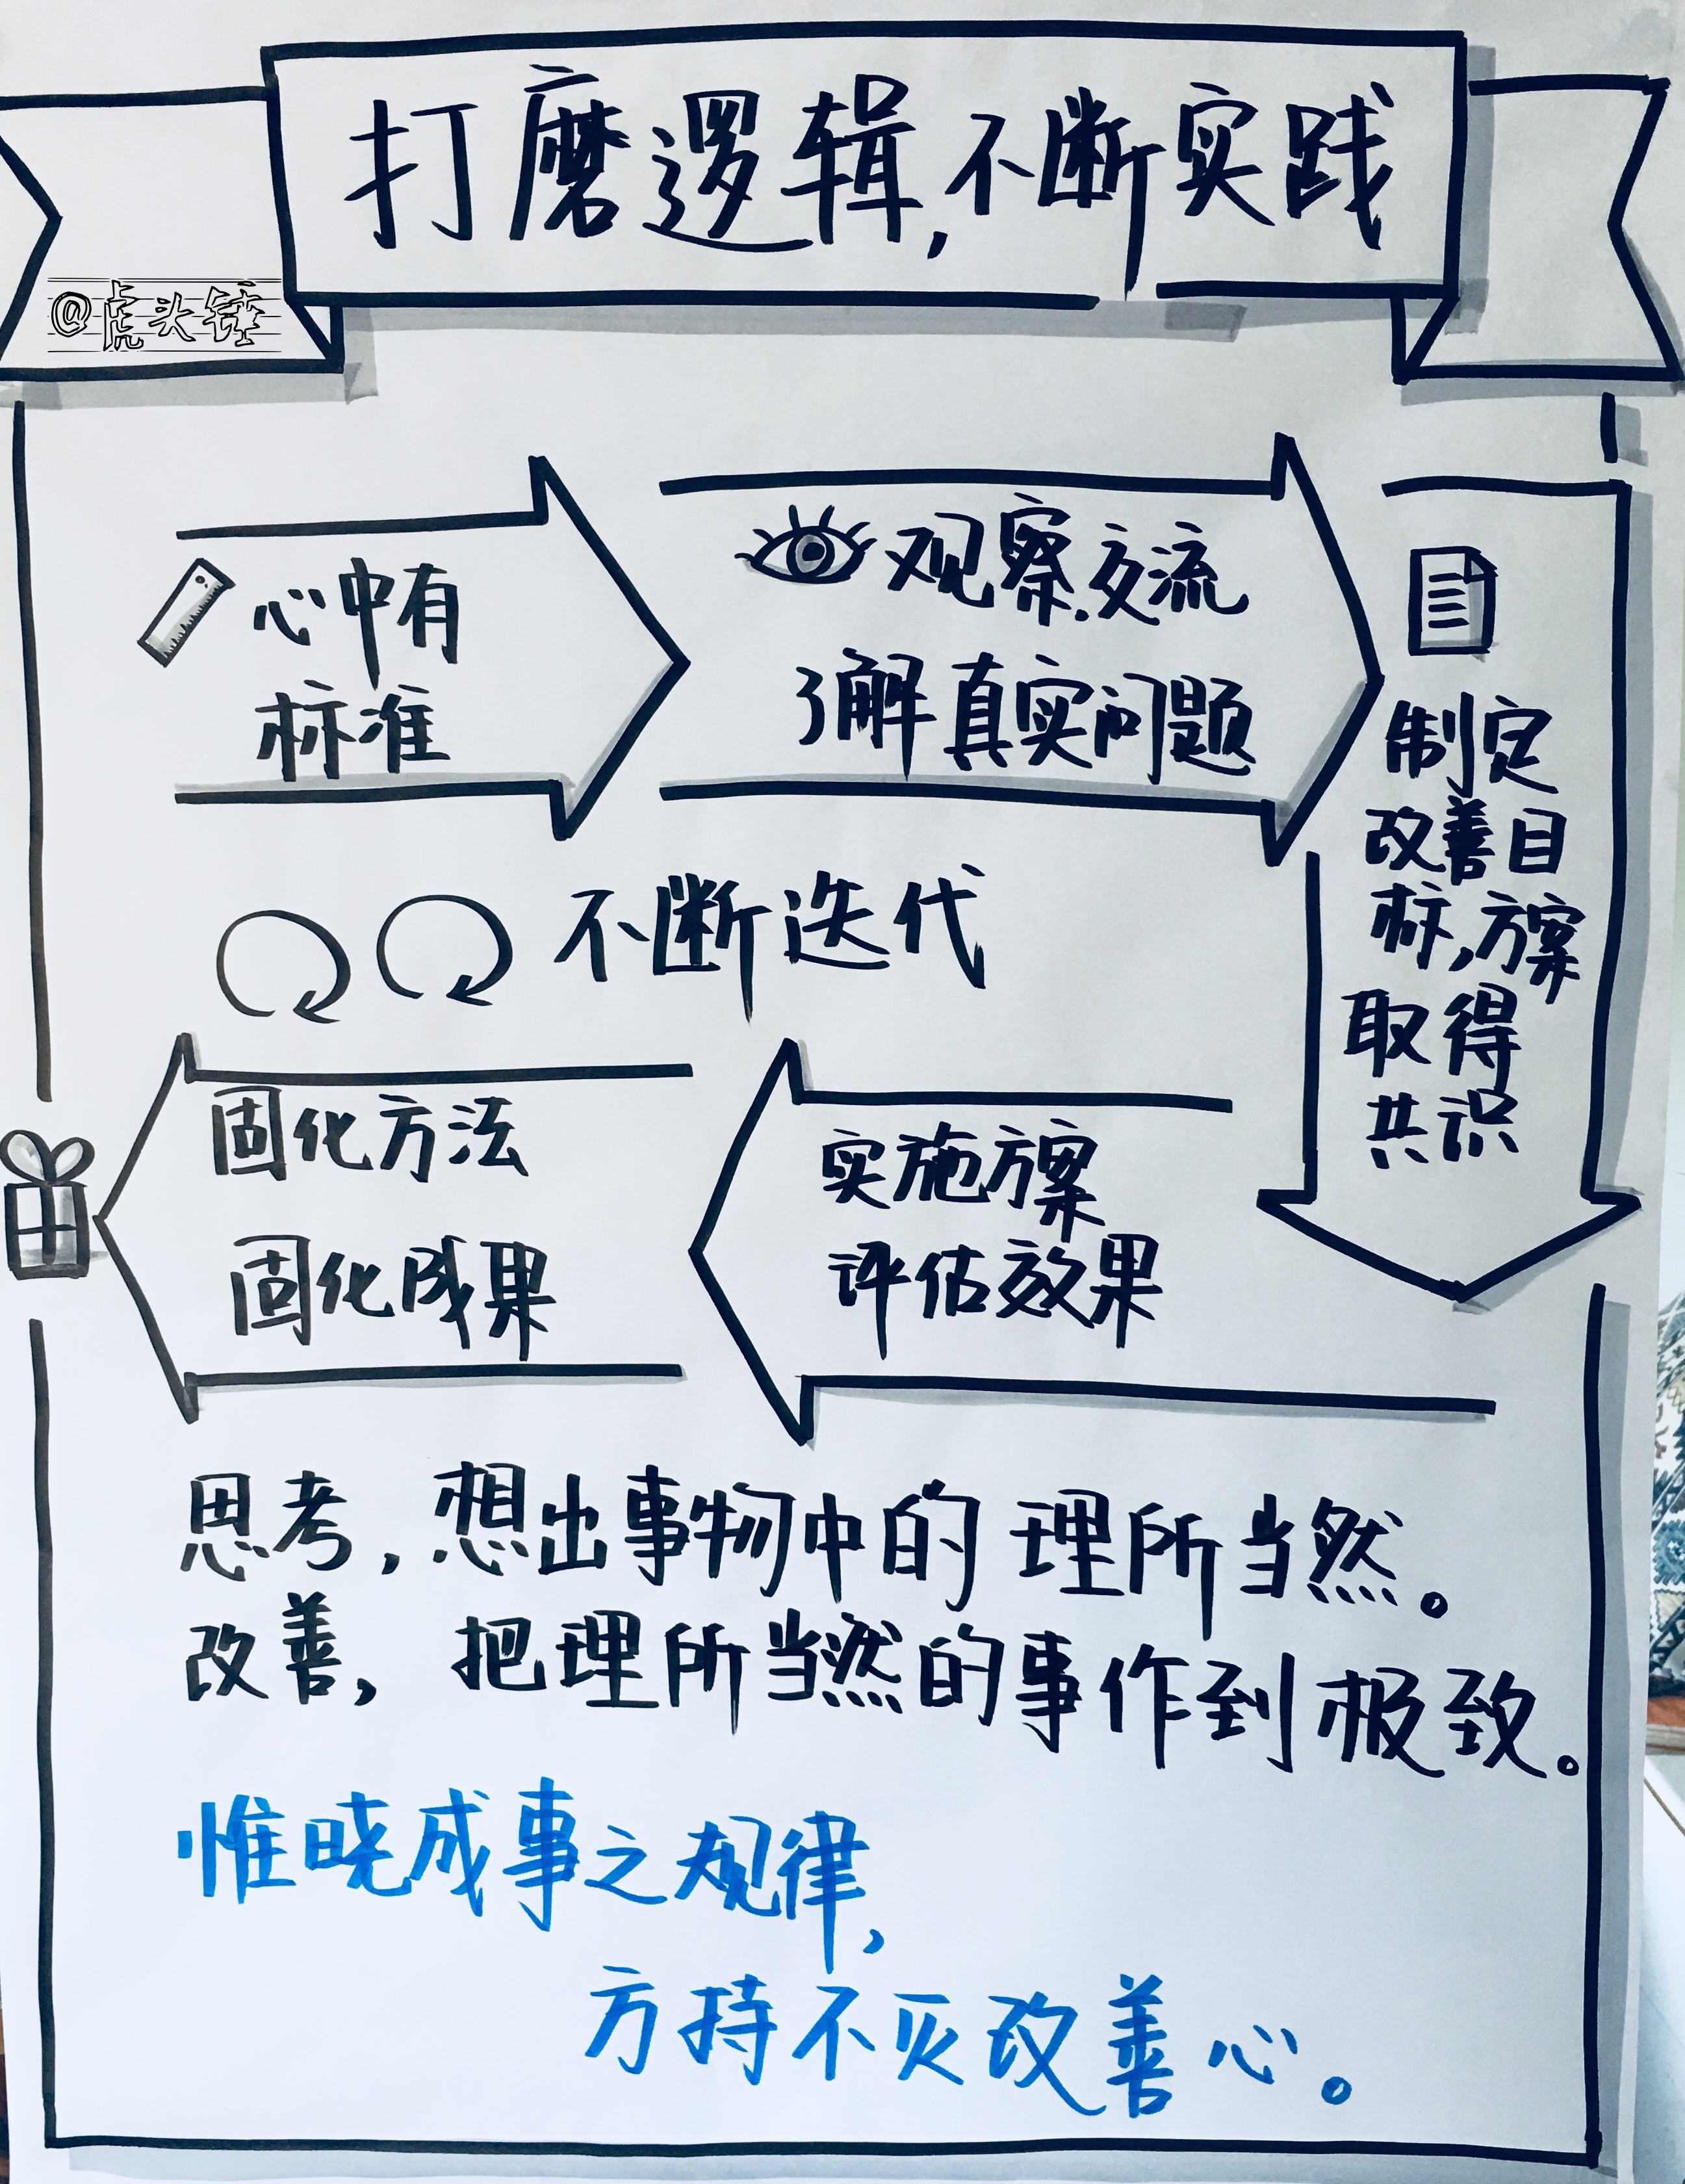 打磨逻辑,不断实践
@虎头锤
心中有
标准
观察.交流
了解真实问题
制定
改善目
标,方案
取得
共识
不断迭代
实施方案
评估效果
固化方法
固化成果
思考,想出事物中的理所当然。
改善,把理所当然的事作到极致。
惟晓成事之规律,
方持不灭改善心。